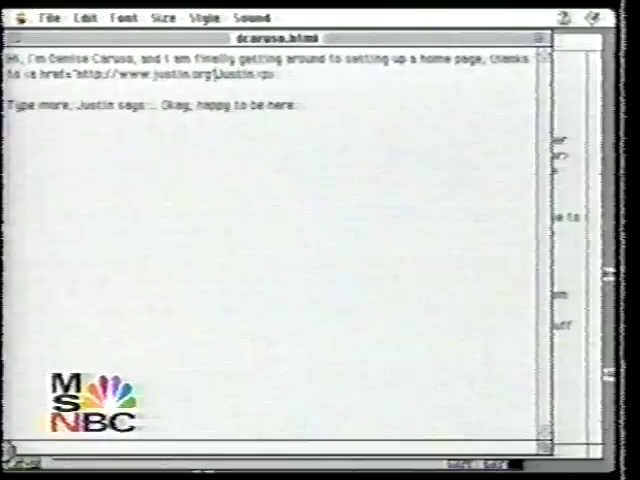 File Edit Font Size Style Sound
dcaruso.html
Hi, I'm Denise Caruso, and I am finally getting around to setting up a home page, thanks
to <a href="http://www.justin.org"Justin.<p>
Type more, Justin says... Okay, happy to be here.
e to
uff
MSNBC